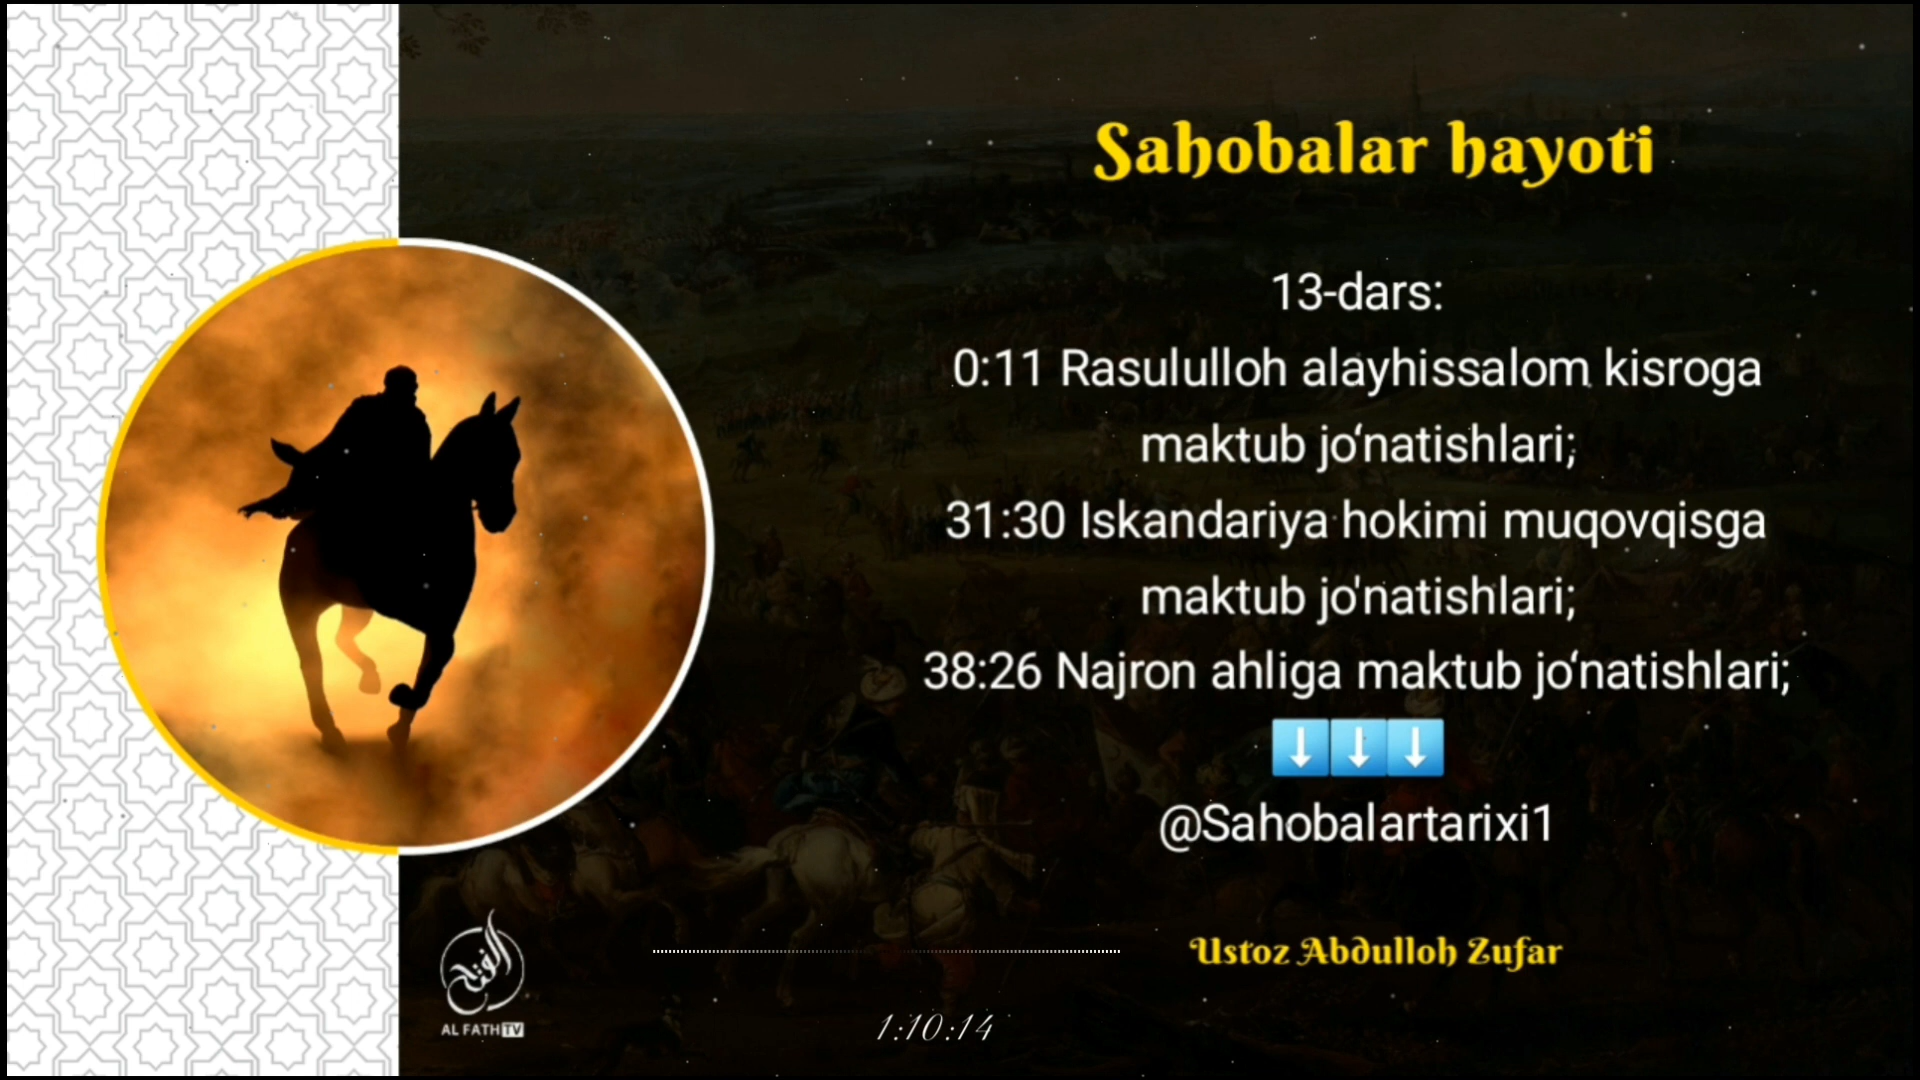 Sahobalar hayoti
13-dars:
0:11 Rasululloh alayhissalom kisroga
maktub jo‘natishlari;
31:30 Iskandariya hokimi muqovqisga
maktub jo'natishlari;
38:26 Najron ahliga maktub jo‘natishlari;
⬇️⬇️⬇️
@Sahobalartarixi1
Ustoz Abdulloh Zufar
الفتح
AL FATH TV
1:10:14